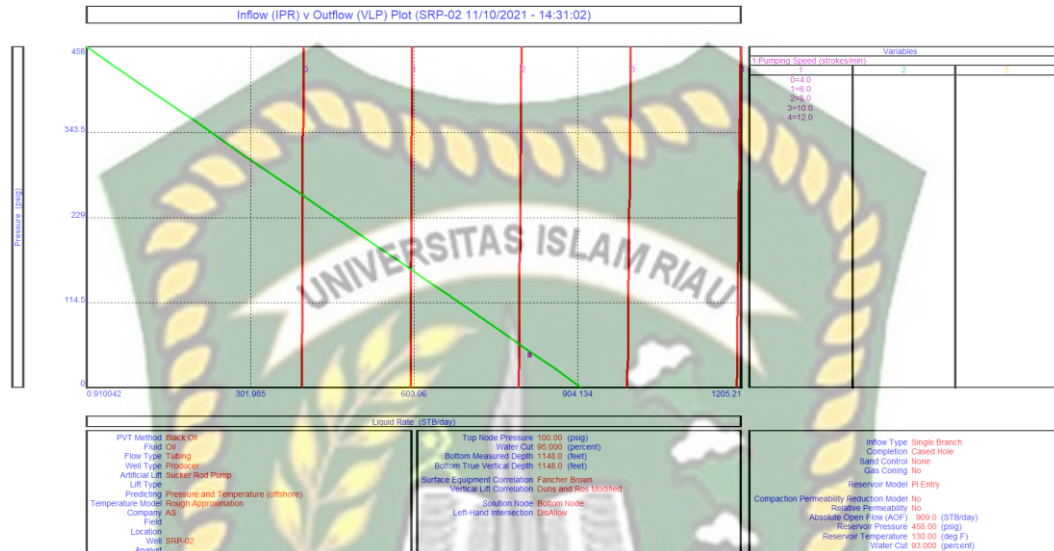 Inflow (IPR) v Outflow (VLP) Plot (SRP-02 11/10/2021 - 14:31:02)
Variables
1.Pumping Speed (strokes/min)
1 2 3
0=4.0
1=6.0
2=8.0
3=10.0
4=12.0
Pressure (psig)
458
343.5
229
114.5
0
0.910042 301.985 603.06 904.134 1205.21
Liquid Rate (STB/day)
UNIVERSITAS ISLAM RIAU
PVT Method Black Oil
Fluid Oil
Flow Type Tubing
Well Type Producer
Artificial Lift Sucker Rod Pump
Lift Type
Predicting Pressure and Temperature (offshore)
Temperature Model Rough Approximation
Company AS
Field
Location
Well SRP-02
Analyst
Top Node Pressure 100.00 (psig)
Water Cut 95.000 (percent)
Bottom Measured Depth 1148.0 (feet)
Bottom True Vertical Depth 1148.0 (feet)
Surface Equipment Correlation Fancher Brown
Vertical Lift Correlation Duns and Ros Modified
Solution Node Bottom Node
Left-Hand Intersection DisAllow
Inflow Type Single Branch
Completion Cased Hole
Sand Control None
Gas Coning No
Reservoir Model PI Entry
Compaction Permeability Reduction Model No
Relative Permeability No
Absolute Open Flow (AOF) 909.0 (STB/day)
Reservoir Pressure 458.00 (psig)
Reservoir Temperature 130.00 (deg F)
Water Cut 93.000 (percent)